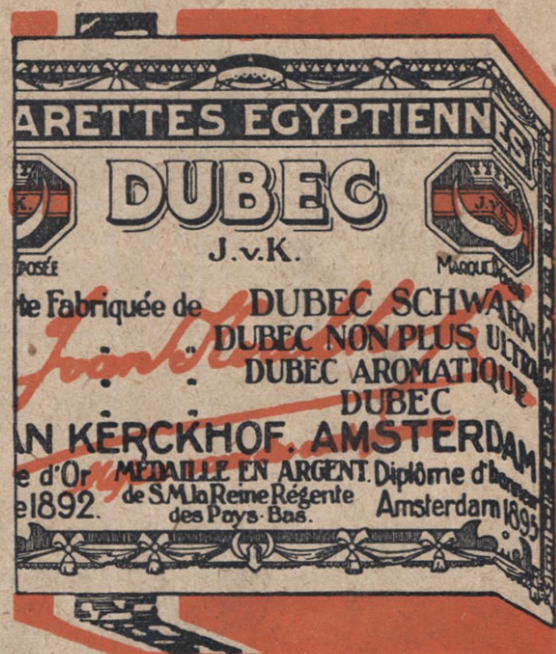 ARETTES EGYPTIENNES
DUBEC
J.v.K.
K.
J.V.K.
POSÉE
MARQUE
te Fabriquée de DUBEC SCHWARN
" " DUBEC NON PLUS ULTRA
" " DUBEC AROMATIQUE
" " DUBEC
AN KERCKHOF. AMSTERDAM
e d'Or MÉDAILLE EN ARGENT. Diplôme d'honneur
e 1892. de S.M. la Reine Régente Amsterdam 1895
des Pays-Bas.